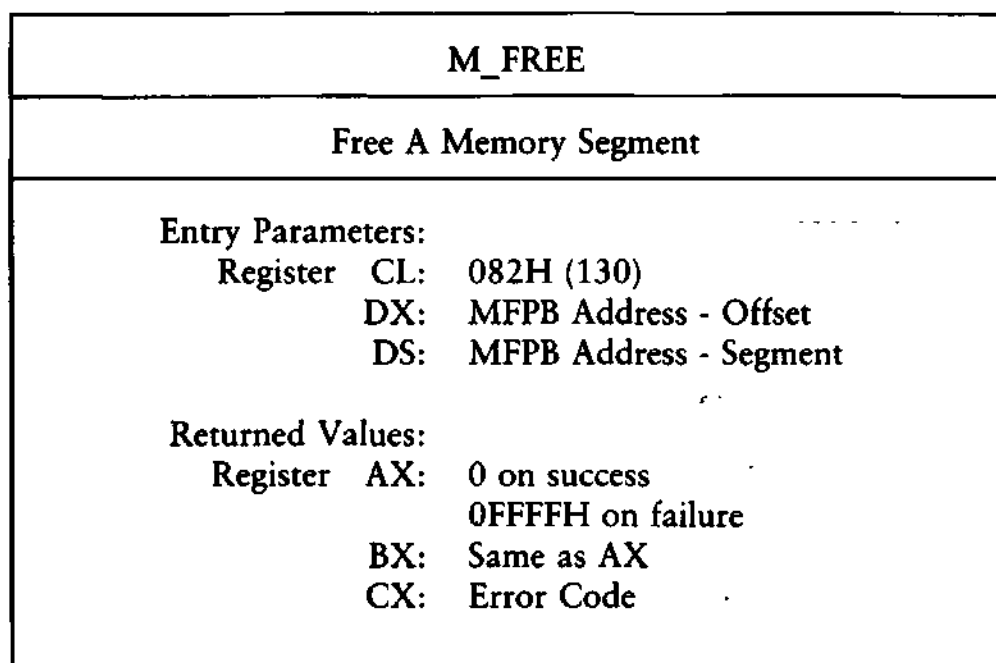 M_FREE
Free A Memory Segment
Entry Parameters:
Register CL: 082H (130)
DX: MFPB Address - Offset
DS: MFPB Address - Segment
Returned Values:
Register AX: 0 on success
0FFFFH on failure
BX: Same as AX
CX: Error Code